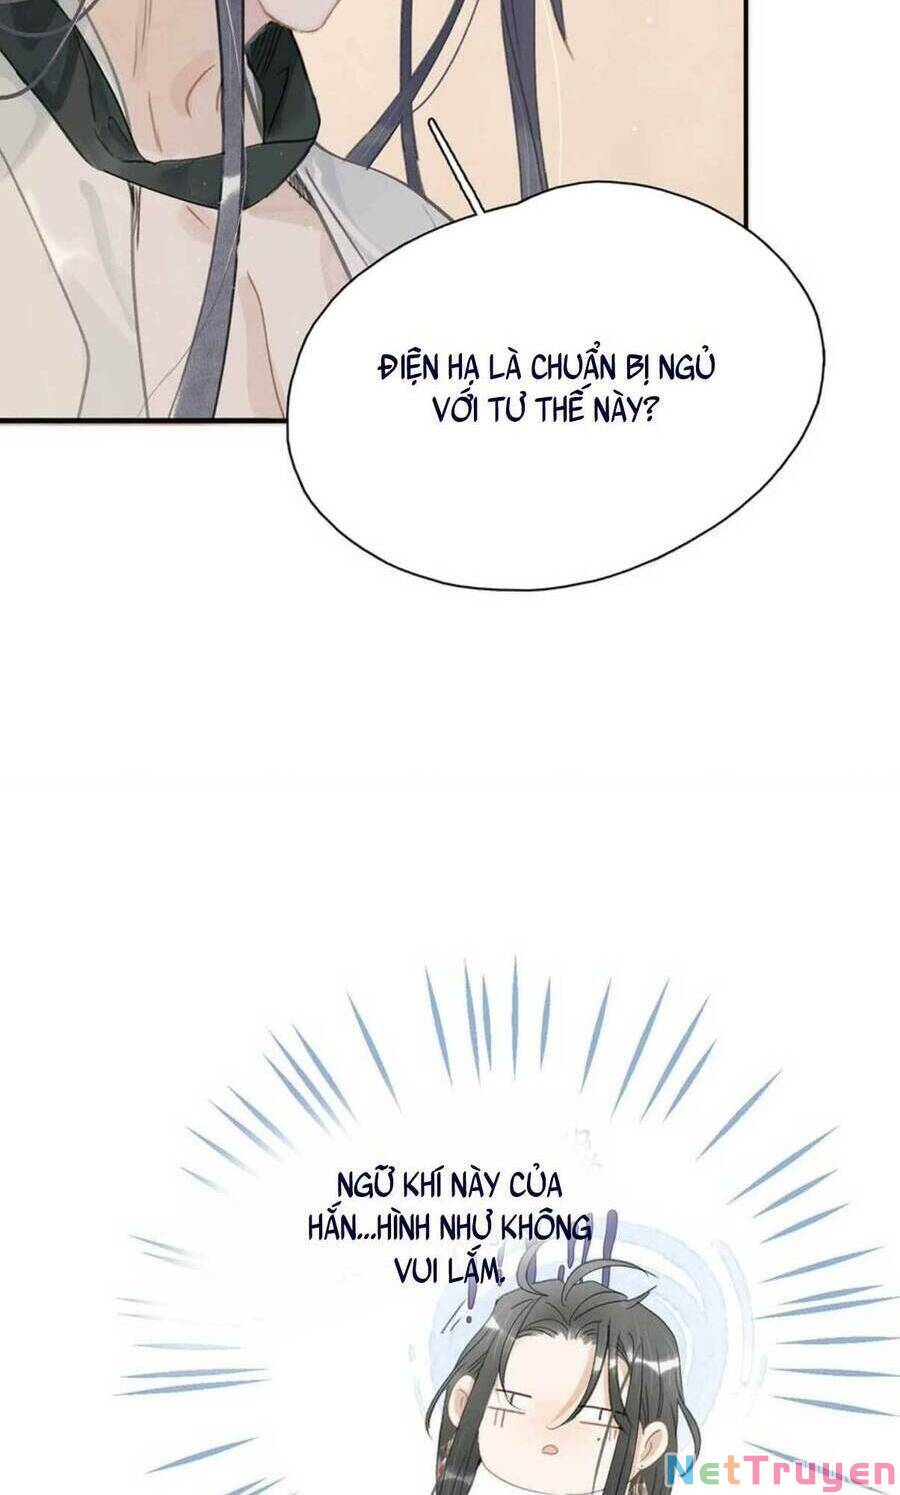 ĐIỆN HẠ LÀ CHUẨN BỊ NGỦ
VỚI TƯ THẾ NÀY?
NGỮ KHÍ NÀY CỦA
HẮN...HÌNH NHƯ KHÔNG
VUI LẮM.
NetTruyen